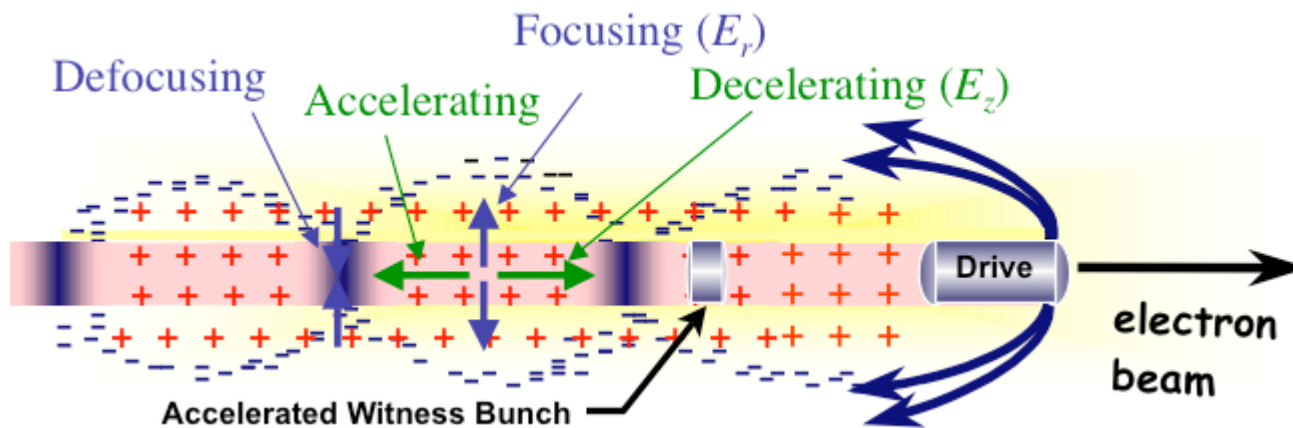 Focusing (E_r)
Defocusing
Accelerating
Decelerating (E_z)
Drive
electron
beam
Accelerated Witness Bunch